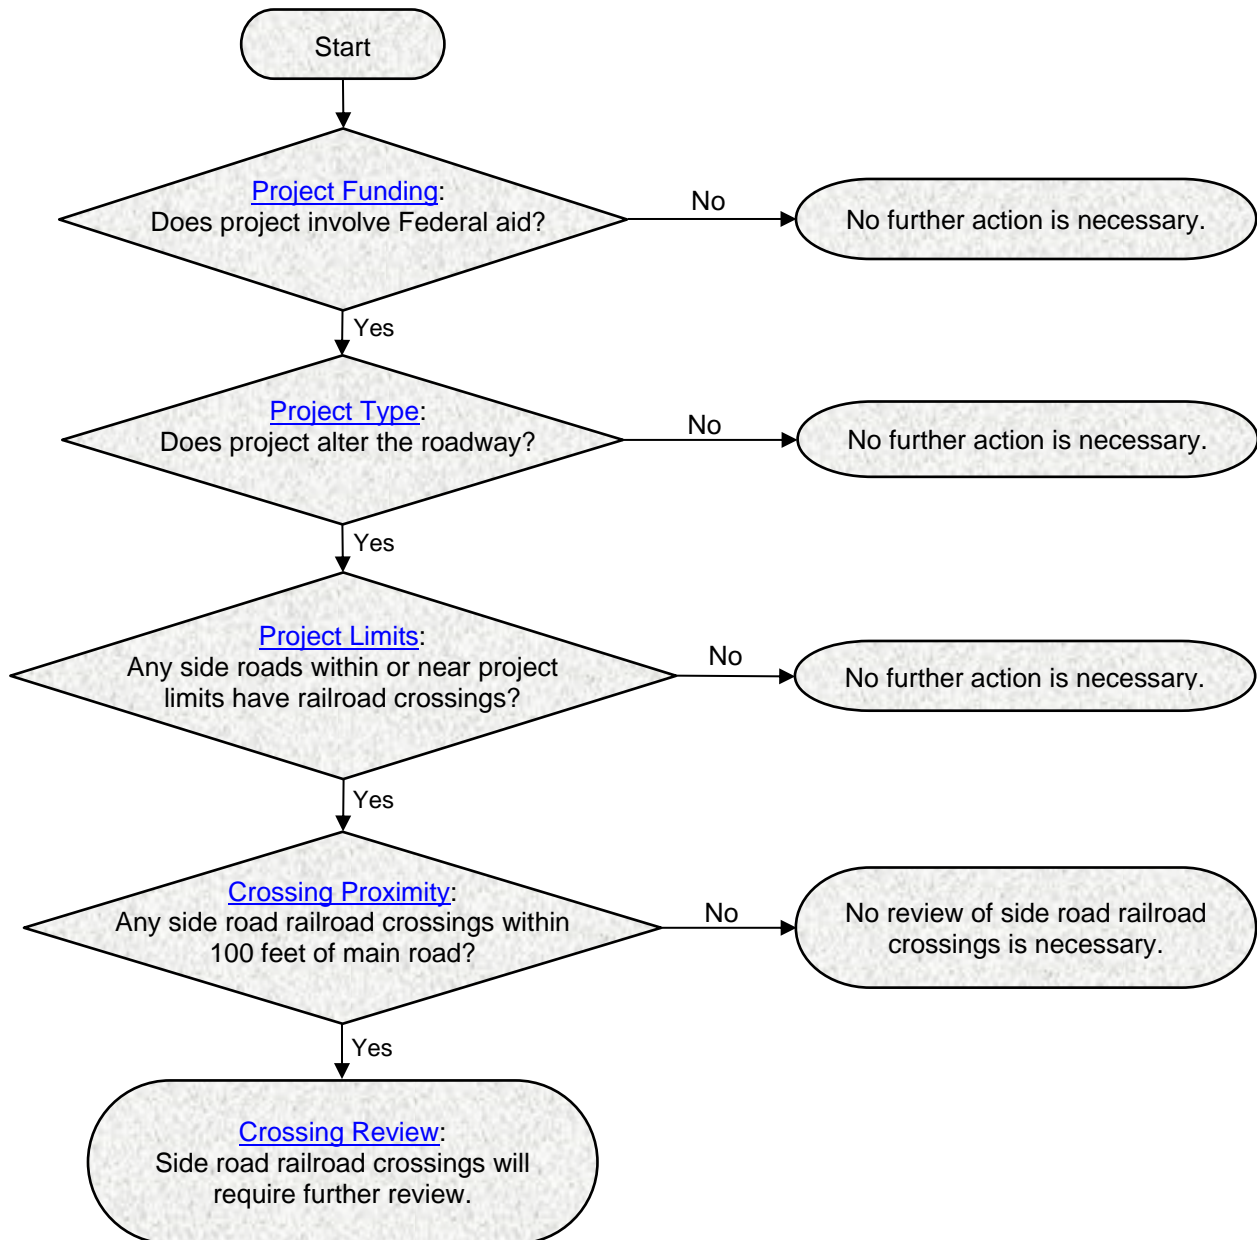 Start
Project Funding:
Does project involve Federal aid?
No
No further action is necessary.
Yes
Project Type:
Does project alter the roadway?
No
No further action is necessary.
Yes
Project Limits:
Any side roads within or near project
limits have railroad crossings?
No
No further action is necessary.
Yes
Crossing Proximity:
Any side road railroad crossings within
100 feet of main road?
No
No review of side road railroad
crossings is necessary.
Yes
Crossing Review:
Side road railroad crossings will
require further review.